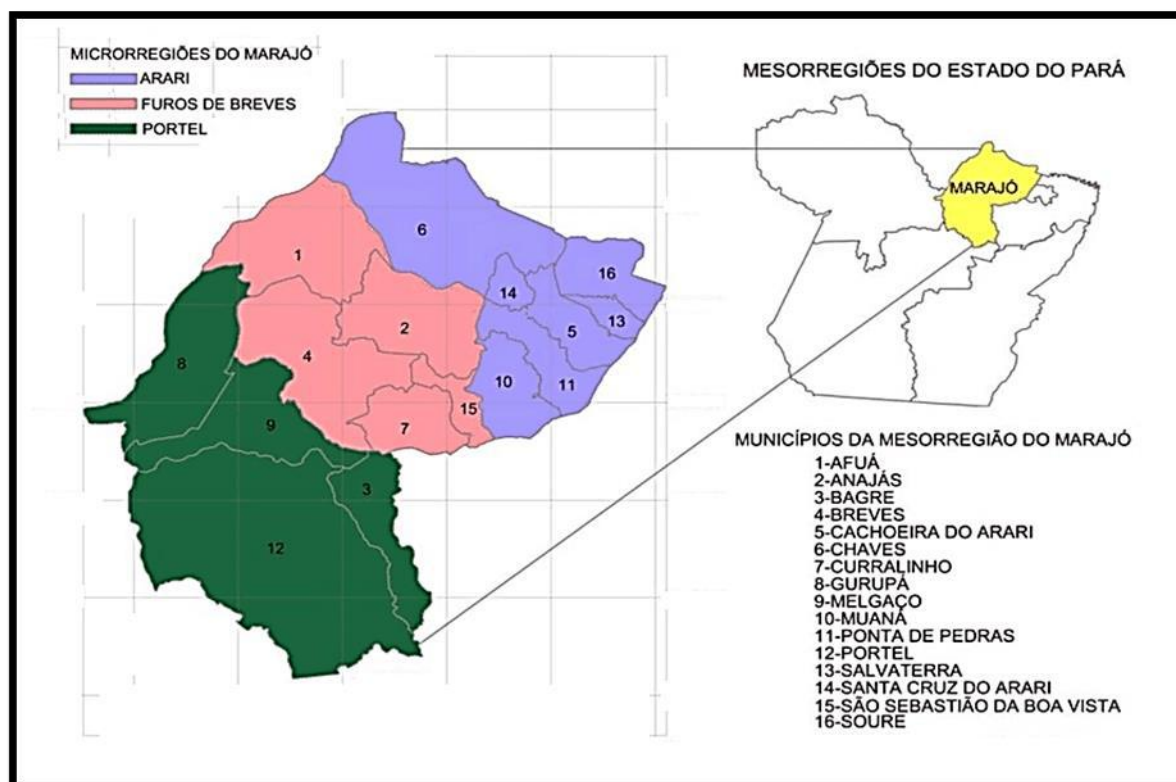 MICRORREGIÕES DO MARAJÓ
ARARI
FUROS DE BREVES
PORTEL
MESORREGIÕES DO ESTADO DO PARÁ
MARAJÓ
6
1
16
14
13
2
5
4
8
10
11
15
9
7
3
12
MUNICÍPIOS DA MESORREGIÃO DO MARAJÓ
1-AFUÁ
2-ANAJÁS
3-BAGRE
4-BREVES
5-CACHOEIRA DO ARARI
6-CHAVES
7-CURRALINHO
8-GURUPÁ
9-MELGAÇO
10-MUANÁ
11-PONTA DE PEDRAS
12-PORTEL
13-SALVATERRA
14-SANTA CRUZ DO ARARI
15-SÃO SEBASTIÃO DA BOA VISTA
16-SOURE